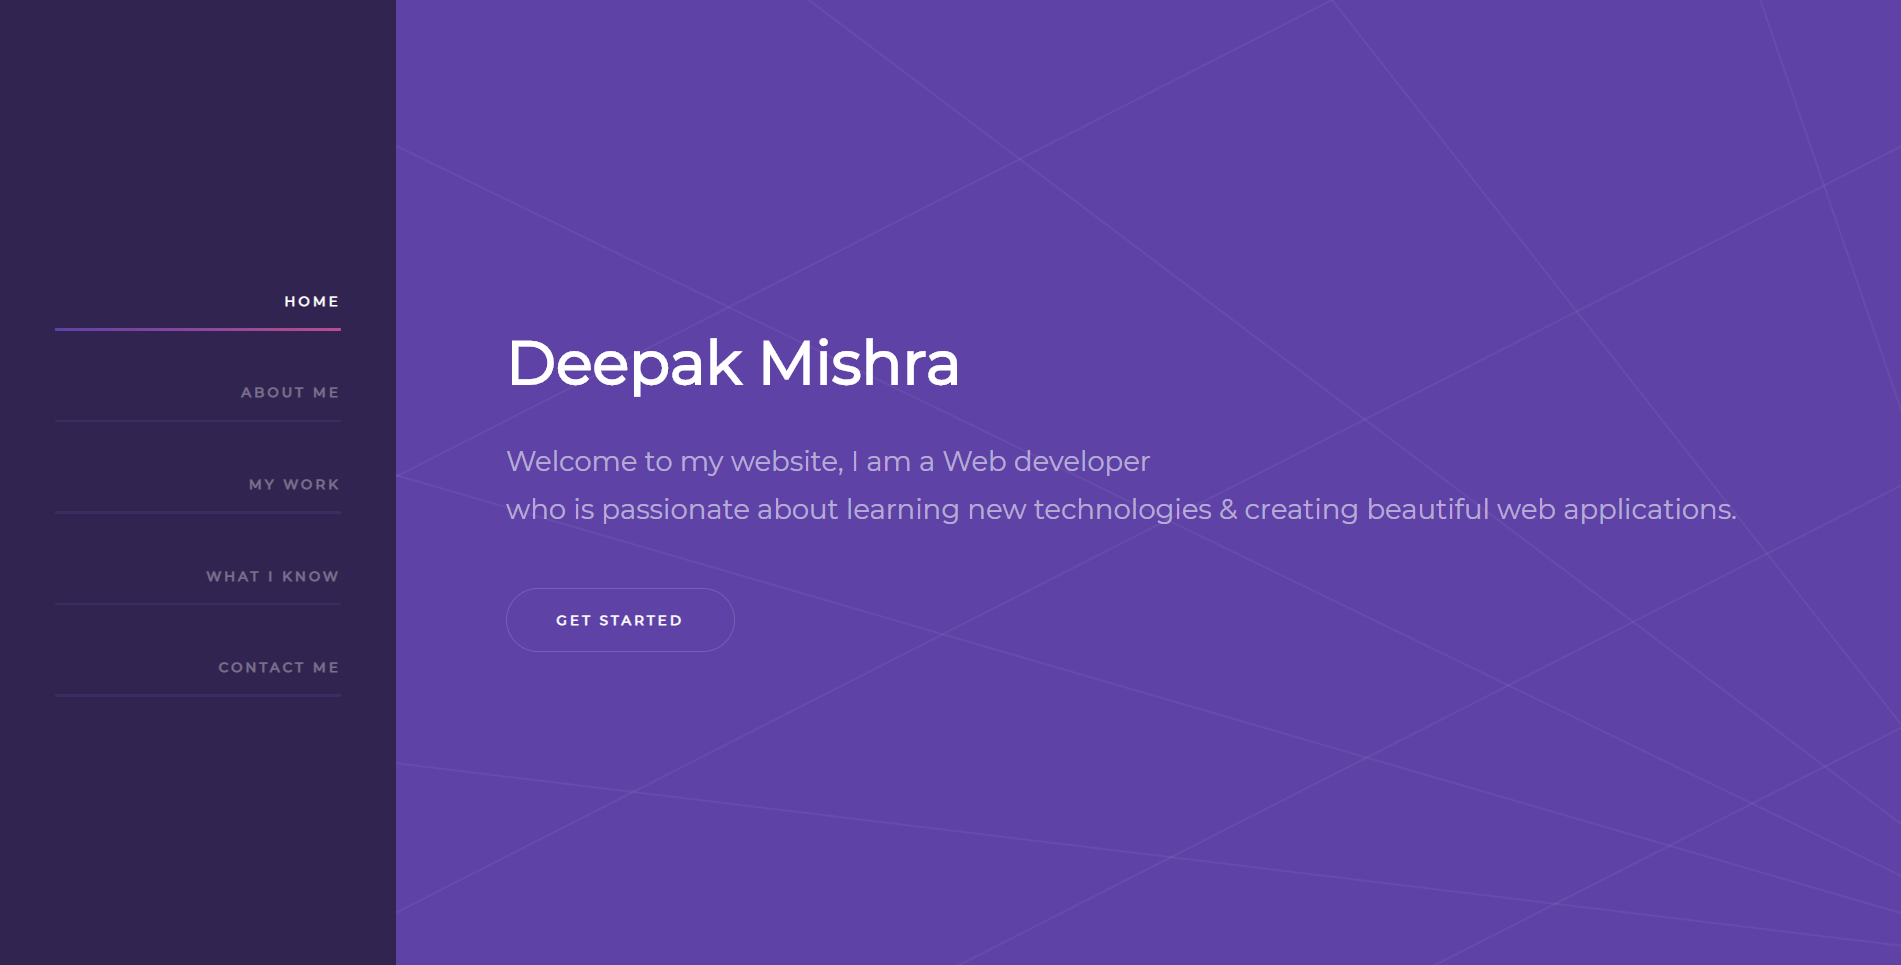 HOME
ABOUT ME
MY WORK
WHAT I KNOW
CONTACT ME
Deepak Mishra
Welcome to my website, I am a Web developer
who is passionate about learning new technologies & creating beautiful web applications.
GET STARTED